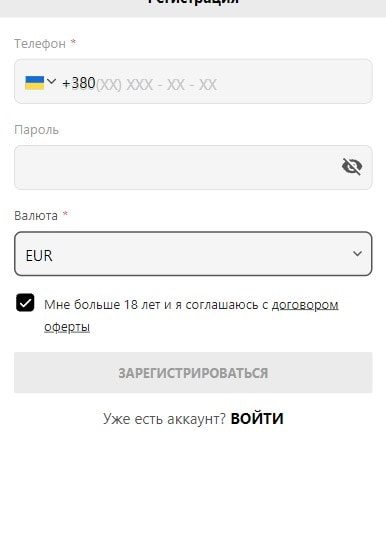 Регистрация
Телефон *
+380(XX) XXX - XX - XX
Пароль
Валюта *
EUR
Мне больше 18 лет и я соглашаюсь с договором
оферты
ЗАРЕГИСТРИРОВАТЬСЯ
Уже есть аккаунт? ВОЙТИ